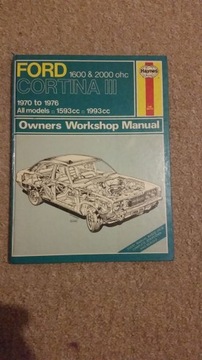 FORD 1600 & 2000 ohc
CORTINA III
Haynes
1970 to 1976
All models 1593cc 1993cc
Owners Workshop Manual